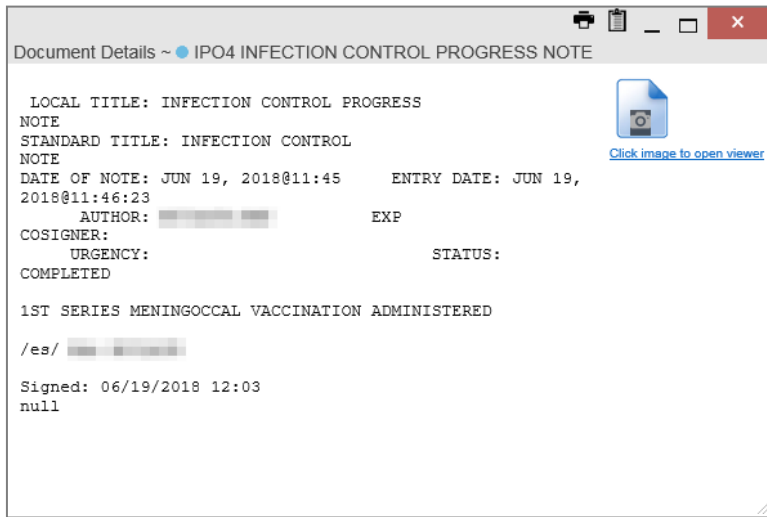 Document Details ~ IPO4 INFECTION CONTROL PROGRESS NOTE
LOCAL TITLE: INFECTION CONTROL PROGRESS
NOTE
STANDARD TITLE: INFECTION CONTROL
NOTE
Click image to open viewer
DATE OF NOTE: JUN 19, 2018@11:45 ENTRY DATE: JUN 19,
2018@11:46:23
AUTHOR: EXP
COSIGNER:
URGENCY: STATUS:
COMPLETED
1ST SERIES MENINGOCCAL VACCINATION ADMINISTERED
/es/
Signed: 06/19/2018 12:03
null